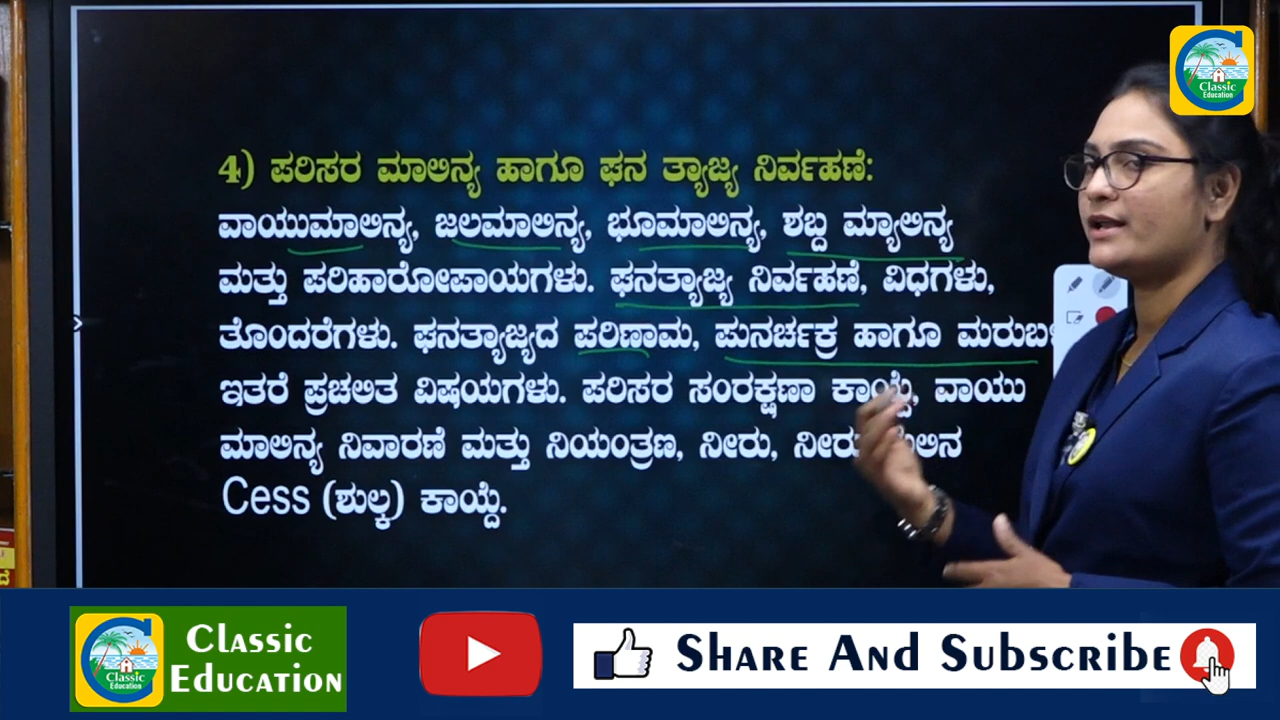 4) ಪರಿಸರ ಮಾಲಿನ್ಯ ಹಾಗೂ ಘನ ತ್ಯಾಜ್ಯ ನಿರ್ವಹಣೆ:
ವಾಯುಮಾಲಿನ್ಯ, ಜಲಮಾಲಿನ್ಯ, ಭೂಮಾಲಿನ್ಯ, ಶಬ್ದ ಮ್ಯಾಲಿನ್ಯ
ಮತ್ತು ಪರಿಹಾರೋಪಾಯಗಳು. ಘನತ್ಯಾಜ್ಯ ನಿರ್ವಹಣೆ, ವಿಧಗಳು,
ತೊಂದರೆಗಳು. ಘನತ್ಯಾಜ್ಯದ ಪರಿಣಾಮ, ಪುನರ್ಚಕ್ರ ಹಾಗೂ
ಇತರೆ ಪ್ರಚಲಿತ ವಿಷಯಗಳು. ಪರಿಸರ ಸಂರಕ್ಷಣಾ ಕಾಯ್ದೆ, ವಾಯು
ಮಾಲಿನ್ಯ ನಿವಾರಣೆ ಮತ್ತು ನಿಯಂತ್ರಣ, ನೀರು, ನೀರು
Cess (ಶುಲ್ಕ) ಕಾಯ್ದೆ.
Classic
Education
Classic
Education
Classic
Education
Share And Subscribe